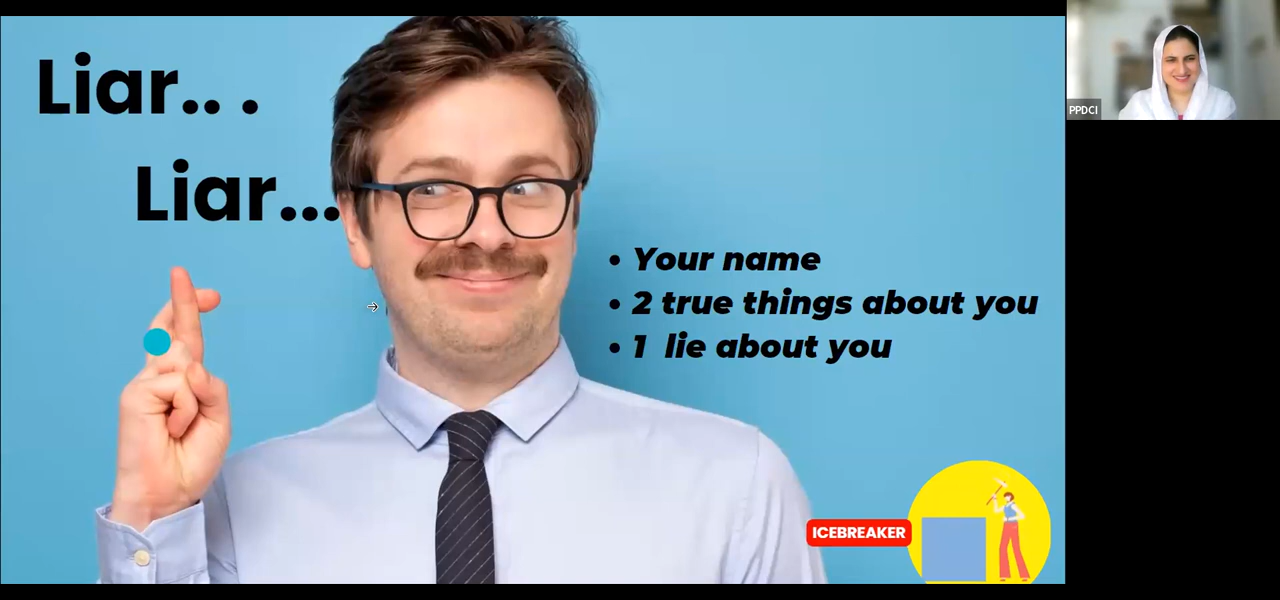 Liar.. .
Liar...
• Your name
• 2 true things about you
• 1 lie about you
ICEBREAKER
PPDCI